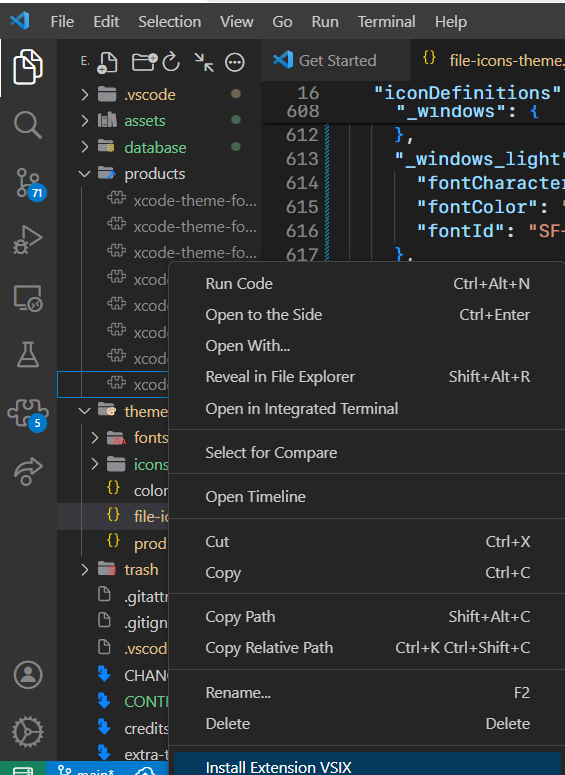 File Edit Selection View Go Run Terminal Help
E.
Get Started
{} file-icons-theme.
.vscode
assets
database
products
xcode-theme-fo...
xcode-theme-fo...
xcode-theme-fo...
xcod
xcod
xcod
xcod
xcod
theme
fonts
icons
{} color
{} file-ic
{} prod
trash
.gitattr
.gitign
.vscod
CHANG
CONTI
credits
extra-t
71
5
main*
16 "iconDefinitions"
608 "_windows": {
612 },
613 "_windows_light"
614 "fontCharacter
615 "fontColor": "
616 "fontId": "SF-
617 },
Run Code Ctrl+Alt+N
Open to the Side Ctrl+Enter
Open With...
Reveal in File Explorer Shift+Alt+R
Open in Integrated Terminal
Select for Compare
Open Timeline
Cut Ctrl+X
Copy Ctrl+C
Copy Path Shift+Alt+C
Copy Relative Path Ctrl+K Ctrl+Shift+C
Rename... F2
Delete Delete
Install Extension VSIX